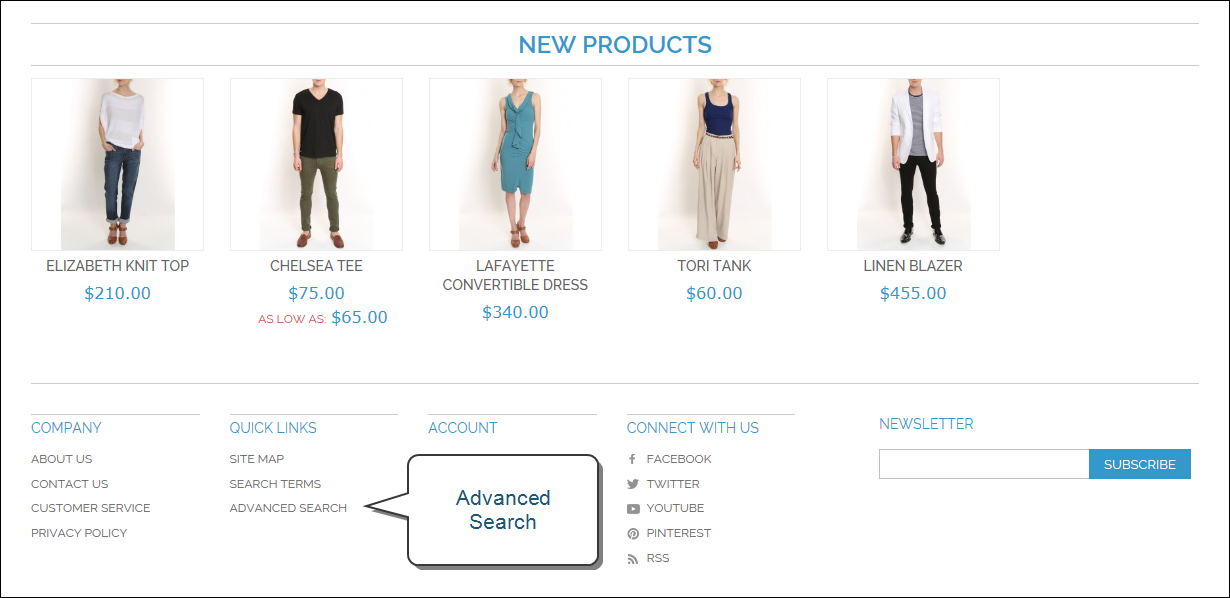 NEW PRODUCTS
ELIZABETH KNIT TOP
$210.00
CHELSEA TEE
$75.00
AS LOW AS: $65.00
LAFAYETTE
CONVERTIBLE DRESS
$340.00
TORI TANK
$60.00
LINEN BLAZER
$455.00
COMPANY
ABOUT US
CONTACT US
CUSTOMER SERVICE
PRIVACY POLICY
QUICK LINKS
SITE MAP
SEARCH TERMS
ADVANCED SEARCH
ACCOUNT
Advanced
Search
CONNECT WITH US
FACEBOOK
TWITTER
YOUTUBE
PINTEREST
RSS
NEWSLETTER
SUBSCRIBE